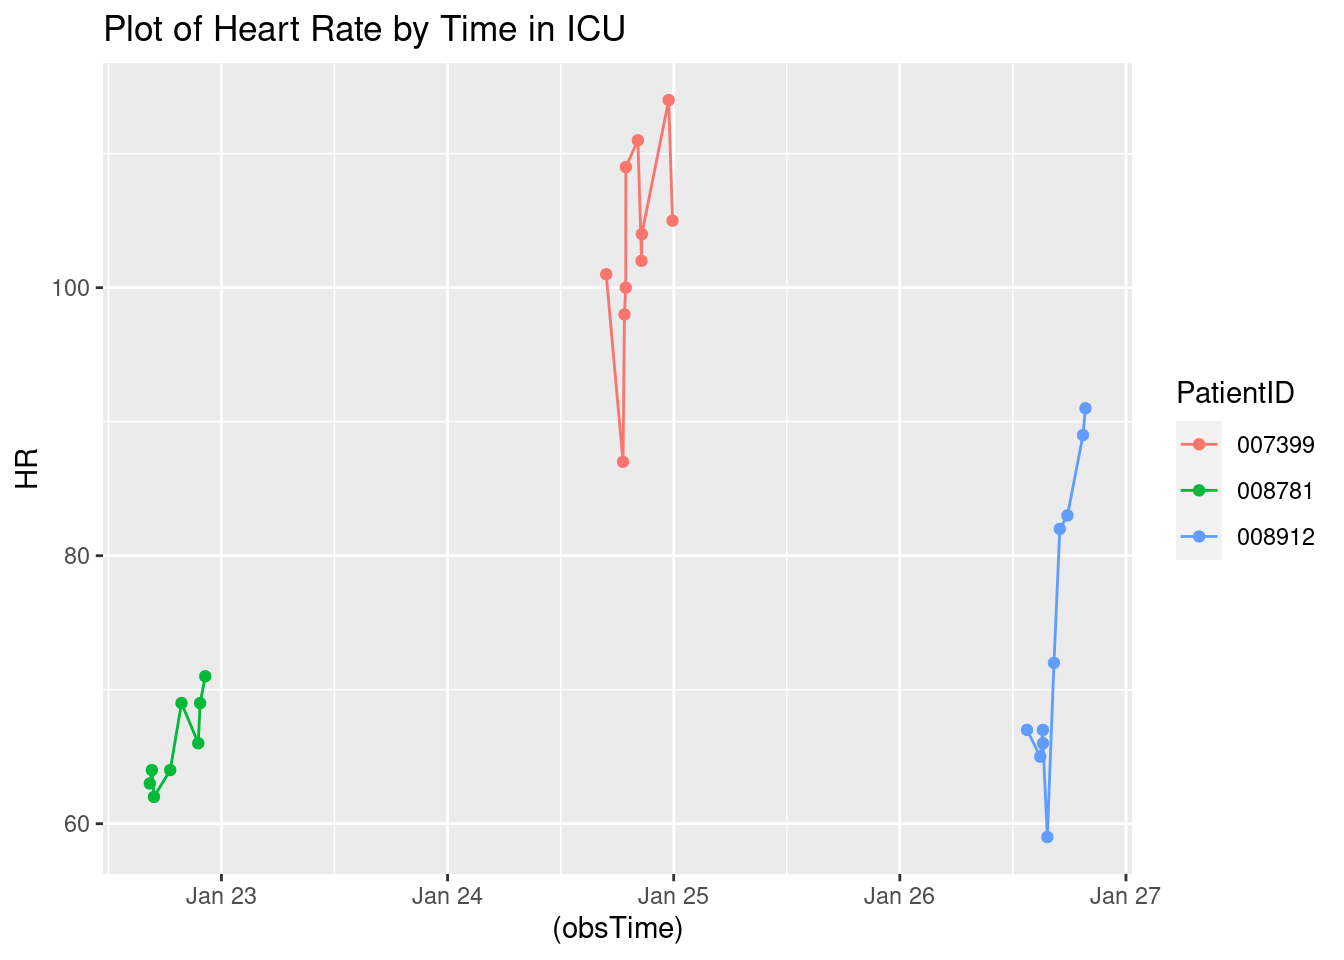 Plot of Heart Rate by Time in ICU
HR
100
80
60
Jan 23
Jan 24
Jan 25
Jan 26
Jan 27
(obsTime)
PatientID
007399
008781
008912